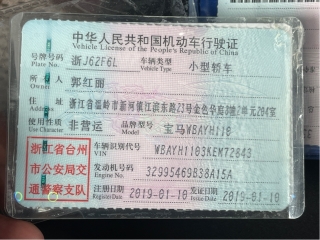 中华人民共和国机动车行驶证
Vehicle License of the People's Republic of China
号牌号码 浙J62F6L 车辆类型 小型轿车
Plate No. Vehicle Type
所有人 郭红丽
Owner
住址 浙江省温岭市新河镇江滨东路23号金色华庭3幢2单元204室
Address
使用性质 非营运 品牌型号 宝马WBAYH118
Use Character Model
浙江省台州
市公安局交
通警察支队
车辆识别代号 WBAYH1183KEM72643
VIN
发动机号码 32995469B38A15A
Engine No.
注册日期 2019-01-10 发证日期 2019-01-10
Register Date Issue Date